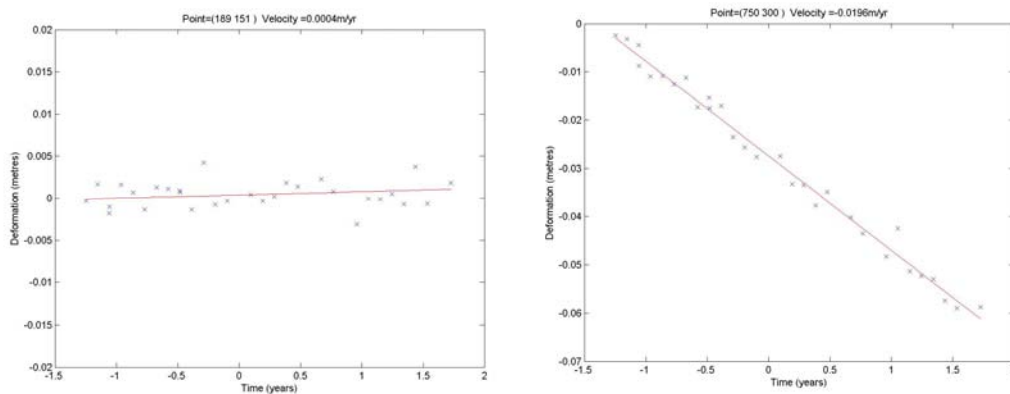 Point=(189 151 ) Velocity =0.0004m/yr
0.02
0.015
0.01
0.005
0
-0.005
-0.01
-0.015
-0.02
Deformation (metres)
-1.5 -1 -0.5 0 0.5 1 1.5 2
Time (years)
Point=(750 300 ) Velocity=-0.0196m/yr
0
-0.01
-0.02
-0.03
-0.04
-0.05
-0.06
-0.07
Deformation (metres)
-1.5 -1 -0.5 0 0.5 1 1.5
Time (years)